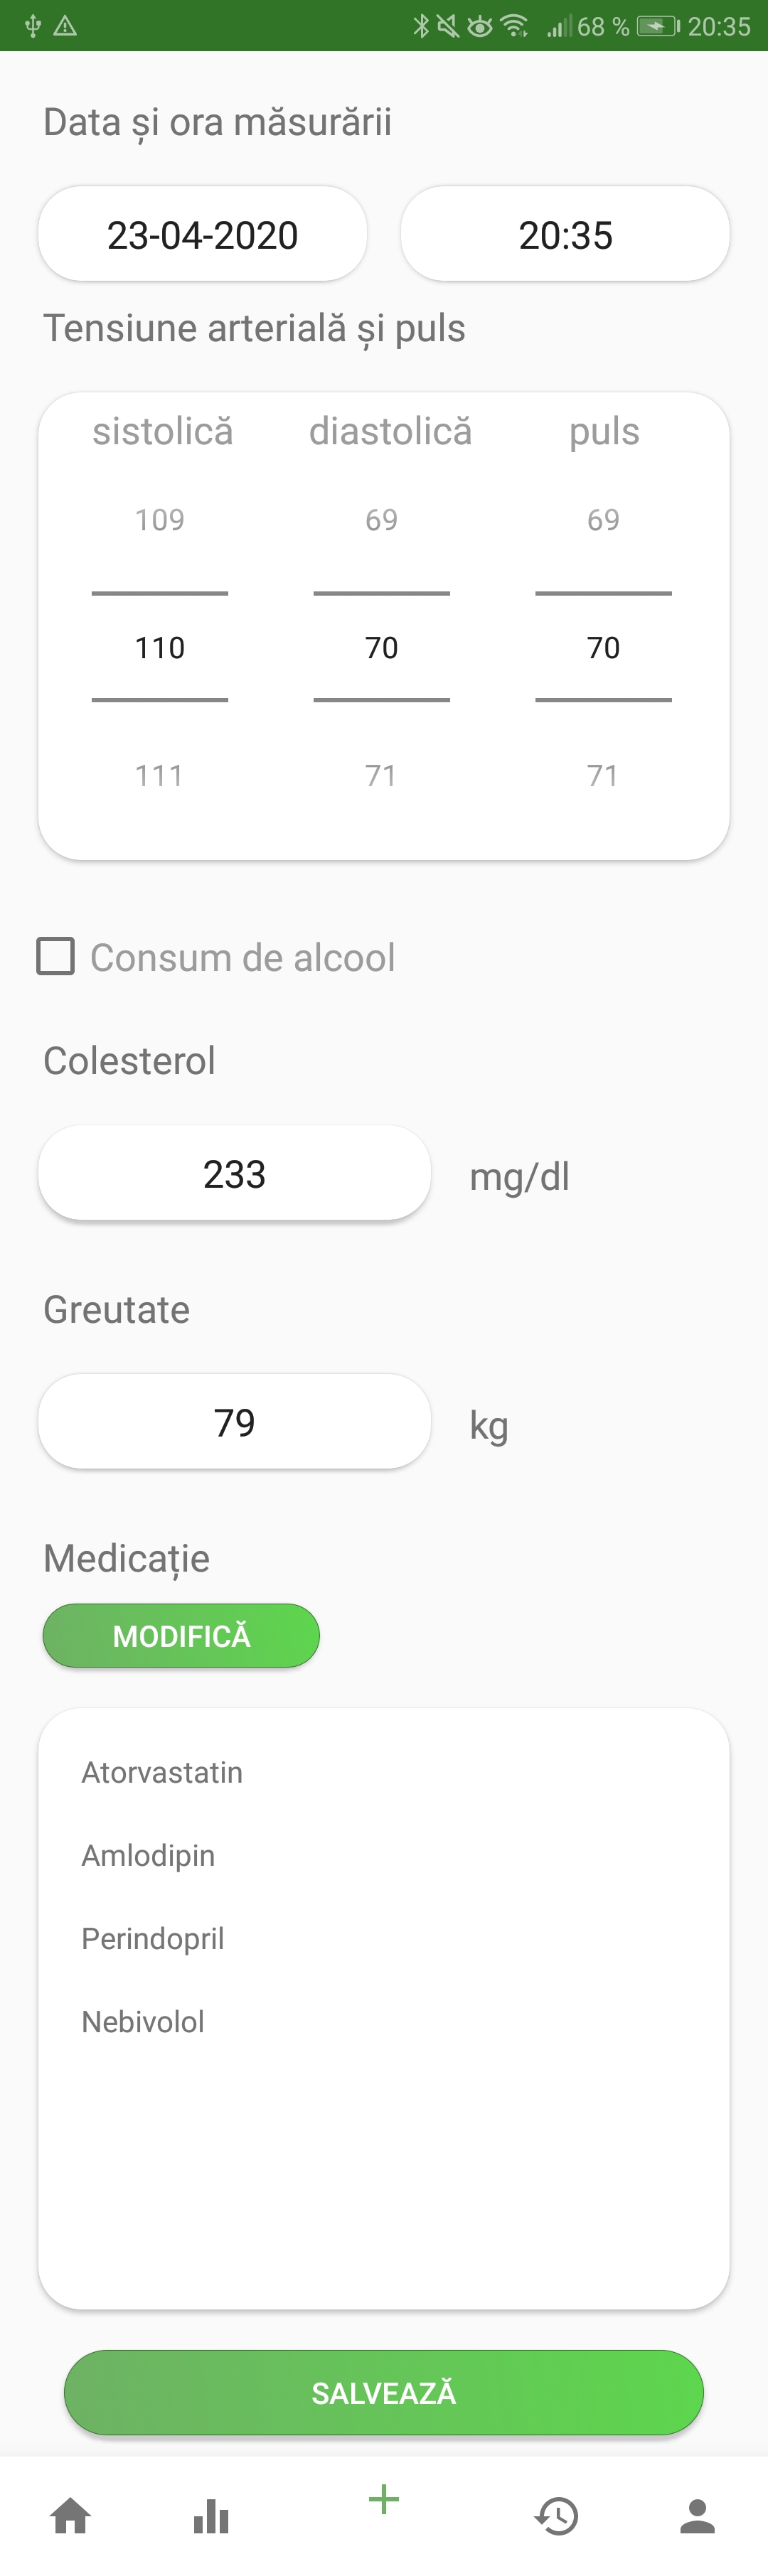 68 % 20:35
Data și ora măsurării
23-04-2020 20:35
Tensiune arterială și puls
sistolică diastolică puls
109 69 69
110 70 70
111 71 71
Consum de alcool
Colesterol
233 mg/dl
Greutate
79 kg
Medicație
MODIFICĂ
Atorvastatin
Amlodipin
Perindopril
Nebivolol
SALVEAZĂ